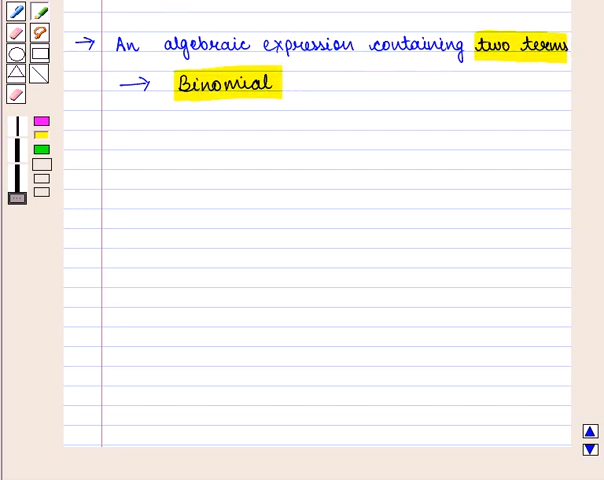 → An algebraic expression containing two terms
→ Binomial